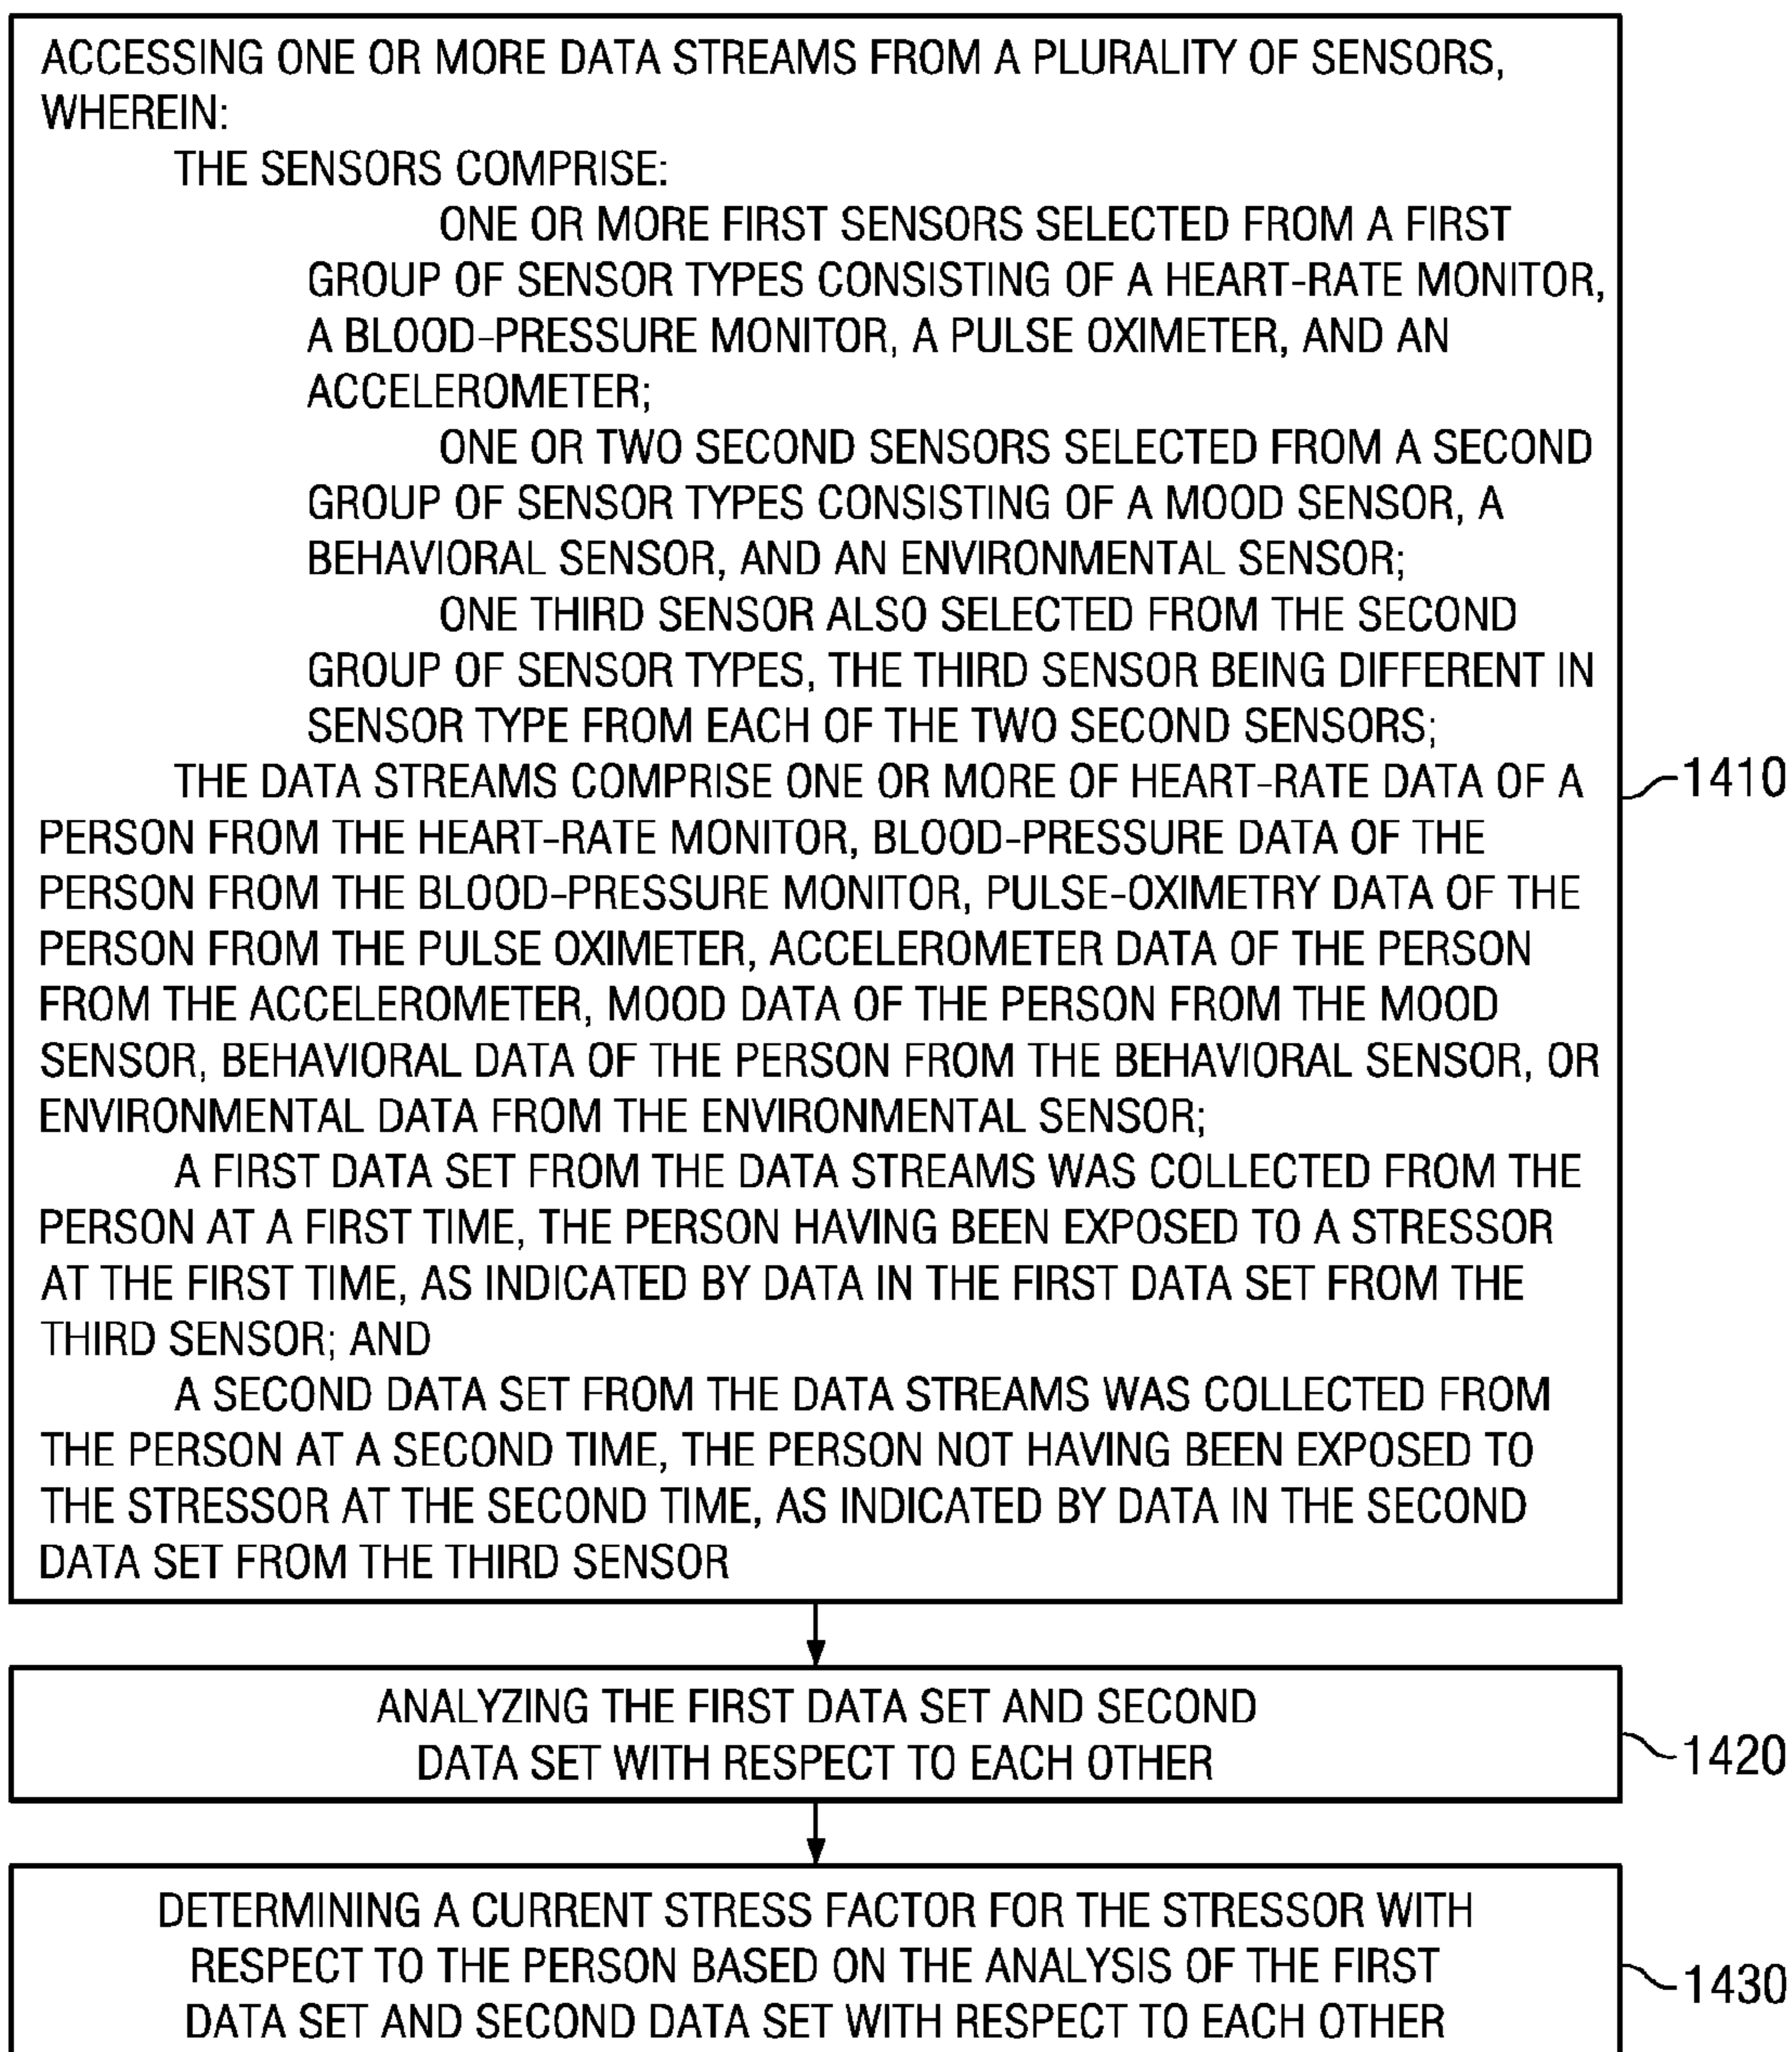 ACCESSING ONE OR MORE DATA STREAMS FROM A PLURALITY OF SENSORS,
WHEREIN:
THE SENSORS COMPRISE:
ONE OR MORE FIRST SENSORS SELECTED FROM A FIRST
GROUP OF SENSOR TYPES CONSISTING OF A HEART-RATE MONITOR,
A BLOOD-PRESSURE MONITOR, A PULSE OXIMETER, AND AN
ACCELEROMETER;
ONE OR TWO SECOND SENSORS SELECTED FROM A SECOND
GROUP OF SENSOR TYPES CONSISTING OF A MOOD SENSOR, A
BEHAVIORAL SENSOR, AND AN ENVIRONMENTAL SENSOR;
ONE THIRD SENSOR ALSO SELECTED FROM THE SECOND
GROUP OF SENSOR TYPES, THE THIRD SENSOR BEING DIFFERENT IN
SENSOR TYPE FROM EACH OF THE TWO SECOND SENSORS;
THE DATA STREAMS COMPRISE ONE OR MORE OF HEART-RATE DATA OF A
PERSON FROM THE HEART-RATE MONITOR, BLOOD-PRESSURE DATA OF THE
PERSON FROM THE BLOOD-PRESSURE MONITOR, PULSE-OXIMETRY DATA OF THE
PERSON FROM THE PULSE OXIMETER, ACCELEROMETER DATA OF THE PERSON
FROM THE ACCELEROMETER, MOOD DATA OF THE PERSON FROM THE MOOD
SENSOR, BEHAVIORAL DATA OF THE PERSON FROM THE BEHAVIORAL SENSOR, OR
ENVIRONMENTAL DATA FROM THE ENVIRONMENTAL SENSOR;
A FIRST DATA SET FROM THE DATA STREAMS WAS COLLECTED FROM THE
PERSON AT A FIRST TIME, THE PERSON HAVING BEEN EXPOSED TO A STRESSOR
AT THE FIRST TIME, AS INDICATED BY DATA IN THE FIRST DATA SET FROM THE
THIRD SENSOR; AND
A SECOND DATA SET FROM THE DATA STREAMS WAS COLLECTED FROM
THE PERSON AT A SECOND TIME, THE PERSON NOT HAVING BEEN EXPOSED TO
THE STRESSOR AT THE SECOND TIME, AS INDICATED BY DATA IN THE SECOND
DATA SET FROM THE THIRD SENSOR
1410
ANALYZING THE FIRST DATA SET AND SECOND
DATA SET WITH RESPECT TO EACH OTHER
1420
DETERMINING A CURRENT STRESS FACTOR FOR THE STRESSOR WITH
RESPECT TO THE PERSON BASED ON THE ANALYSIS OF THE FIRST
DATA SET AND SECOND DATA SET WITH RESPECT TO EACH OTHER
1430